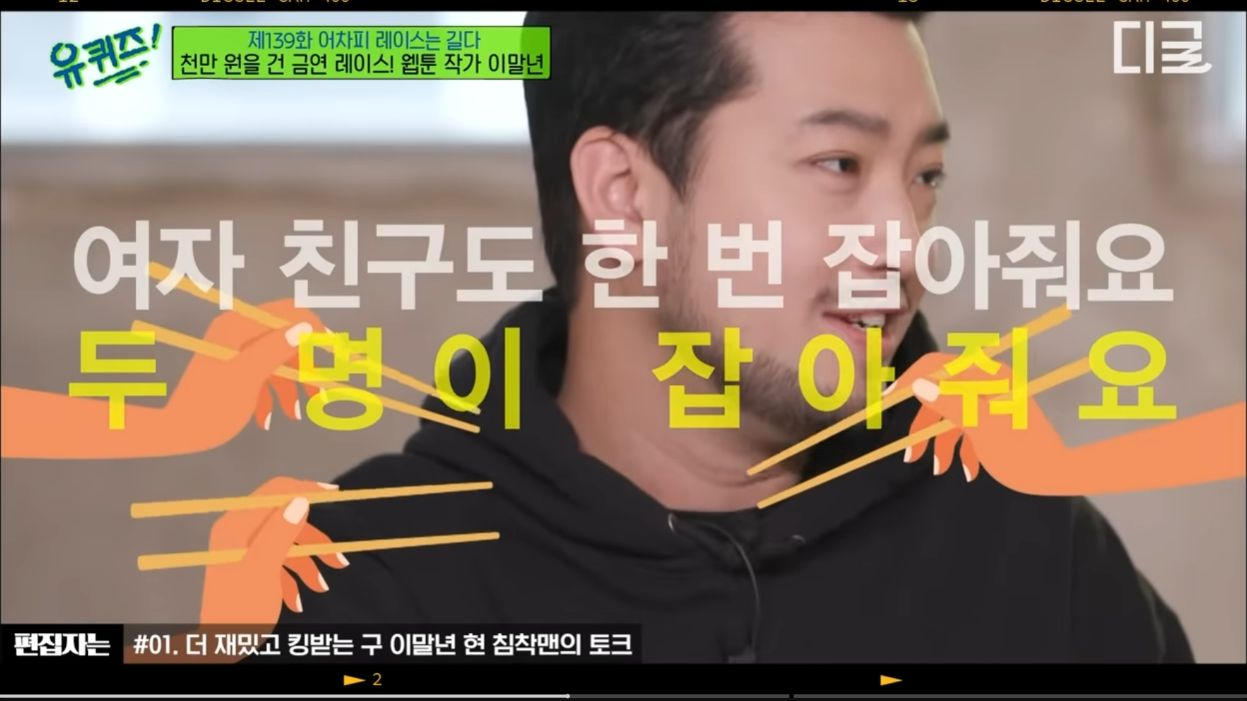 유퀴즈!
제139화 어차피 레이스는 길다
천만 원을 건 금연 레이스! 웹툰 작가 이말년
디글
여자 친구도 한 번 잡아줘요
두 명이 잡아줘요
편집자는
#01. 더 재밌고 킹받는 구 이말년 현 침착맨의 토크
2